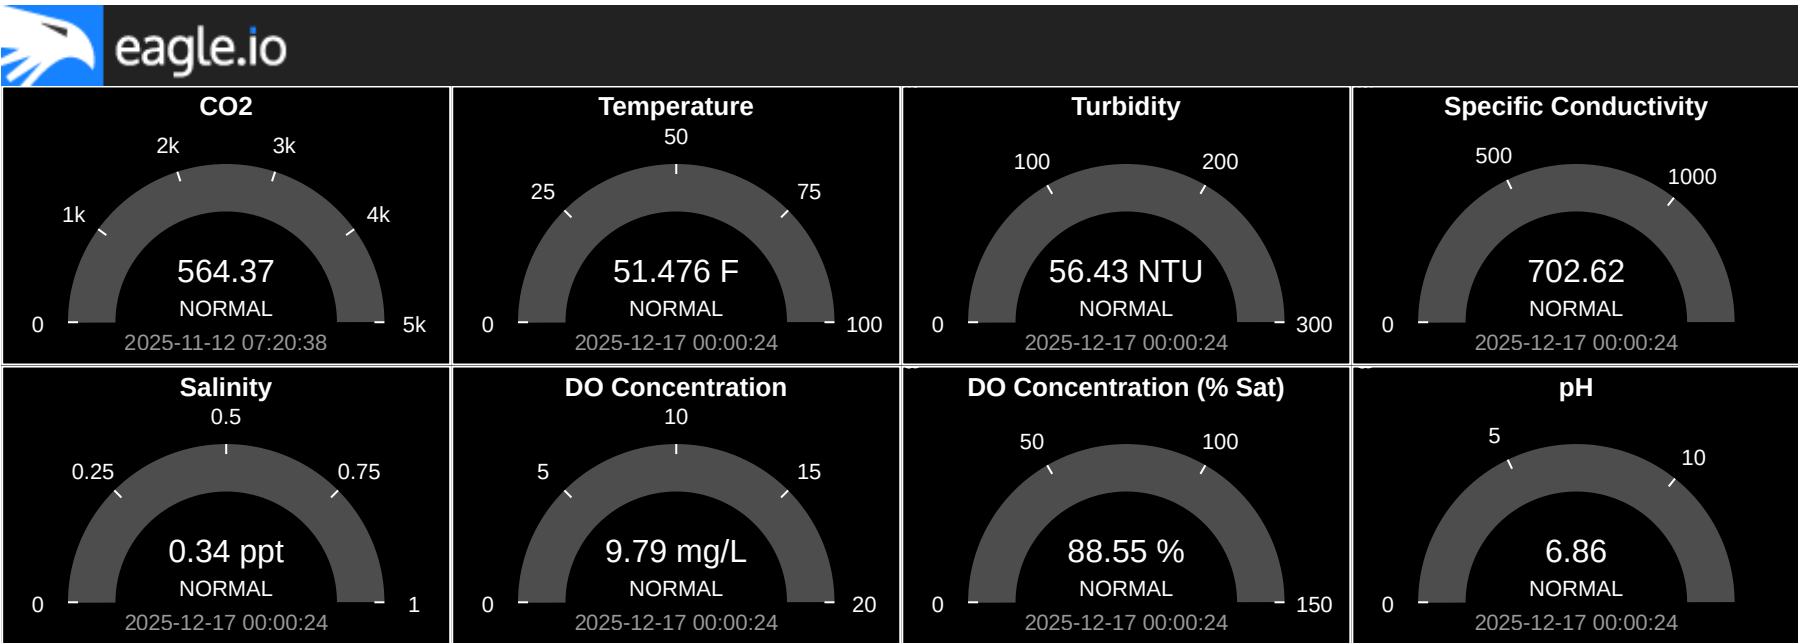 eagle.io
CO2
2k
3k
1k
4k
564.37
NORMAL
0
5k
2025-11-12 07:20:38
Temperature
50
25
75
51.476 F
NORMAL
0
100
2025-12-17 00:00:24
Turbidity
100
200
56.43 NTU
NORMAL
0
300
2025-12-17 00:00:24
Specific Conductivity
500
1000
702.62
NORMAL
0
2025-12-17 00:00:24
Salinity
0.5
0.25
0.75
0.34 ppt
NORMAL
0
1
2025-12-17 00:00:24
DO Concentration
10
5
15
9.79 mg/L
NORMAL
0
20
2025-12-17 00:00:24
DO Concentration (% Sat)
50
100
88.55 %
NORMAL
0
150
2025-12-17 00:00:24
pH
5
10
6.86
NORMAL
0
2025-12-17 00:00:24